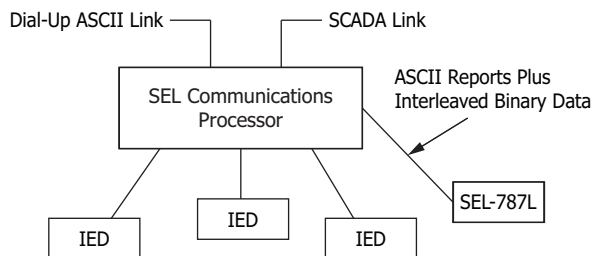 Dial-Up ASCII Link
SCADA Link
SEL Communications
Processor
ASCII Reports Plus
Interleaved Binary Data
SEL-787L
IED
IED
IED